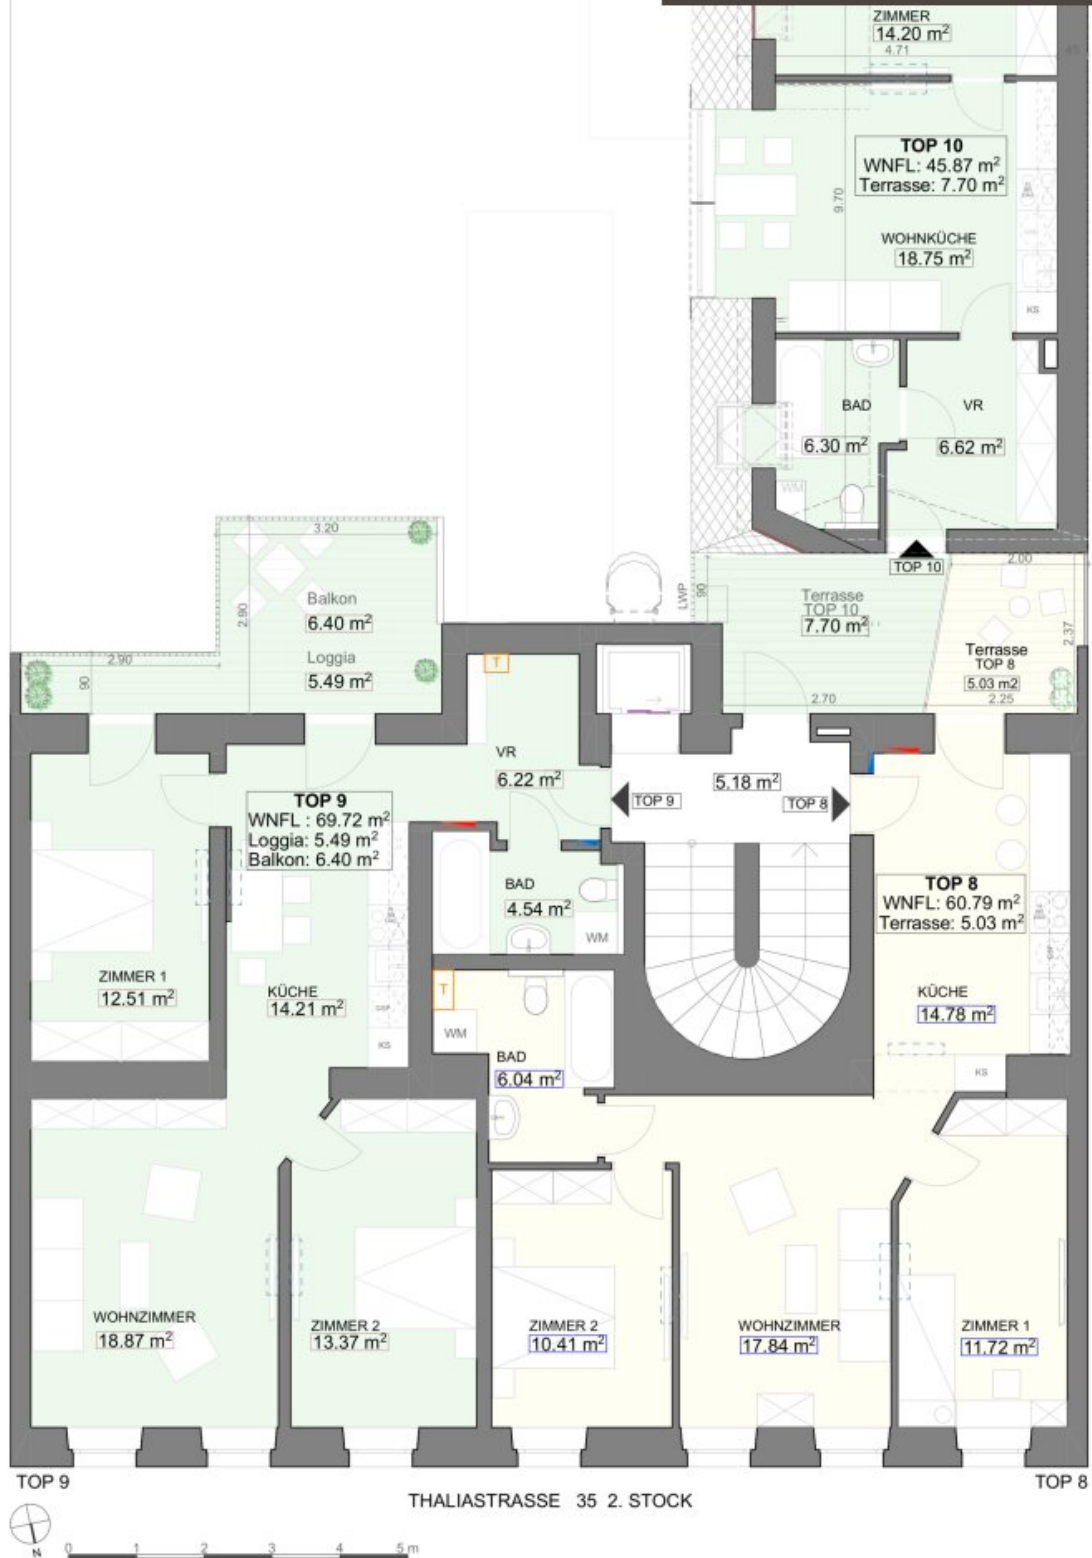 ZIMMER
14.20 m²
4.71
45
TOP 10
WNFL: 45.87 m²
Terrasse: 7.70 m²
9.70
WOHNKÜCHE
18.75 m²
KS
BAD
6.30 m²
VR
6.62 m²
WM
TOP 10
3.20
2.90
Balkon
6.40 m²
Loggia
5.49 m²
2.90
90
LWP
90
Terrasse
TOP 10
7.70 m²
2.70
2.00
2.37
Terrasse
TOP 8
5.03 m2
2.25
T
VR
6.22 m²
TOP 9
5.18 m²
TOP 8
TOP 9
WNFL : 69.72 m²
Loggia: 5.49 m²
Balkon: 6.40 m²
BAD
4.54 m²
WM
TOP 8
WNFL: 60.79 m²
Terrasse: 5.03 m²
ZIMMER 1
12.51 m²
KÜCHE
14.21 m²
GSP
KS
T
WM
BAD
6.04 m²
KÜCHE
14.78 m²
GSP
KS
WOHNZIMMER
18.87 m²
ZIMMER 2
13.37 m²
ZIMMER 2
10.41 m²
WOHNZIMMER
17.84 m²
ZIMMER 1
11.72 m²
TOP 9
TOP 8
THALIASTRASSE 35 2. STOCK
N
0 1 2 3 4 5 m